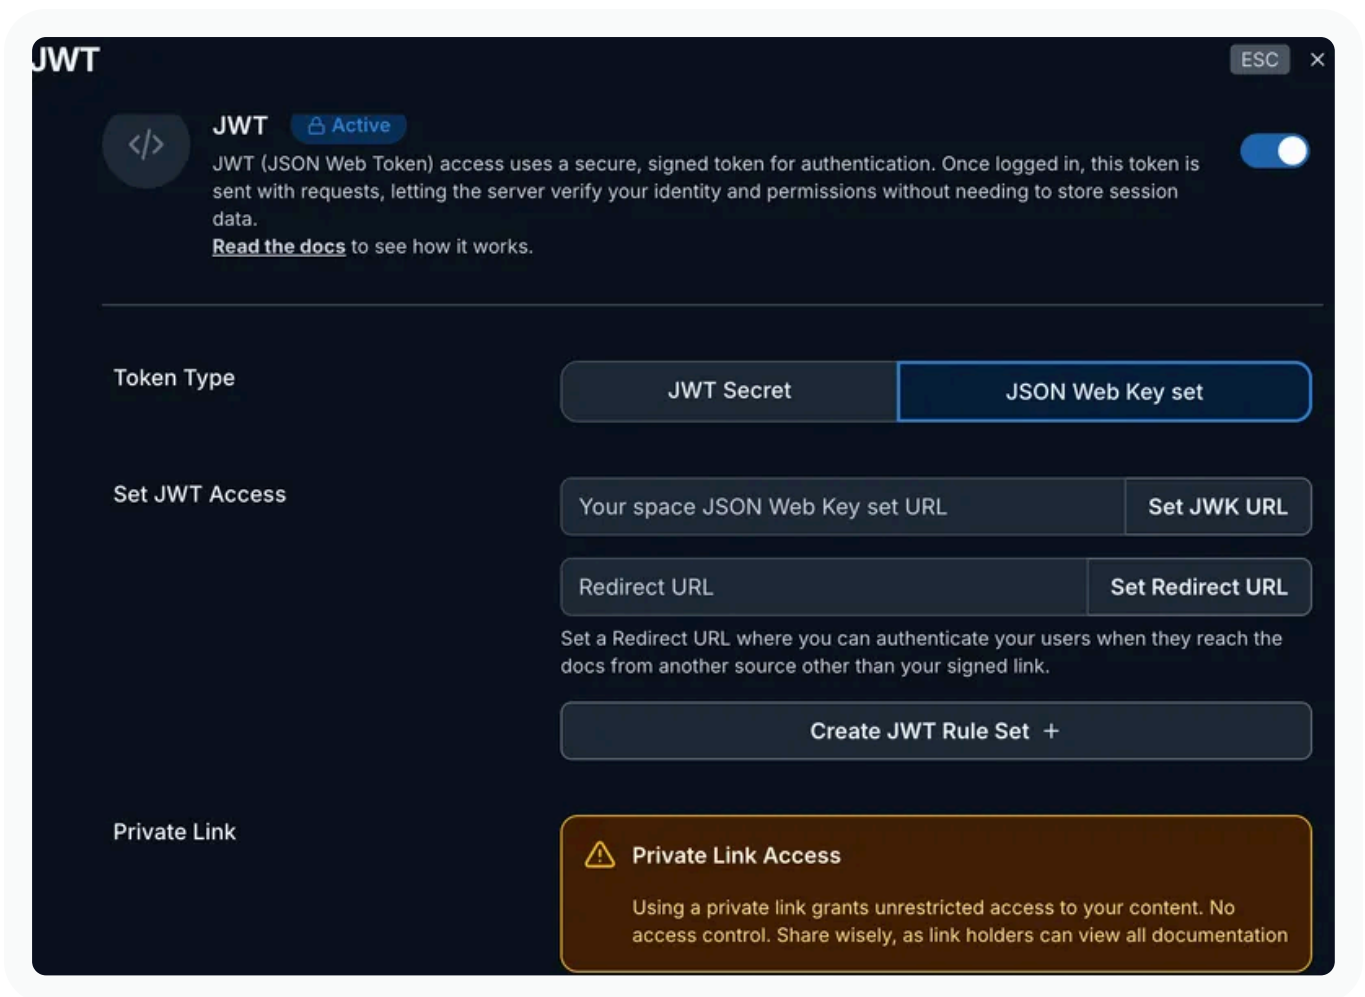 JWT
ESC ×
</>
JWT
Active
JWT (JSON Web Token) access uses a secure, signed token for authentication. Once logged in, this token is
sent with requests, letting the server verify your identity and permissions without needing to store session
data.
Read the docs to see how it works.
Token Type
JWT Secret
JSON Web Key set
Set JWT Access
Your space JSON Web Key set URL
Set JWK URL
Redirect URL
Set Redirect URL
Set a Redirect URL where you can authenticate your users when they reach the
docs from another source other than your signed link.
Create JWT Rule Set +
Private Link
Private Link Access
Using a private link grants unrestricted access to your content. No
access control. Share wisely, as link holders can view all documentation